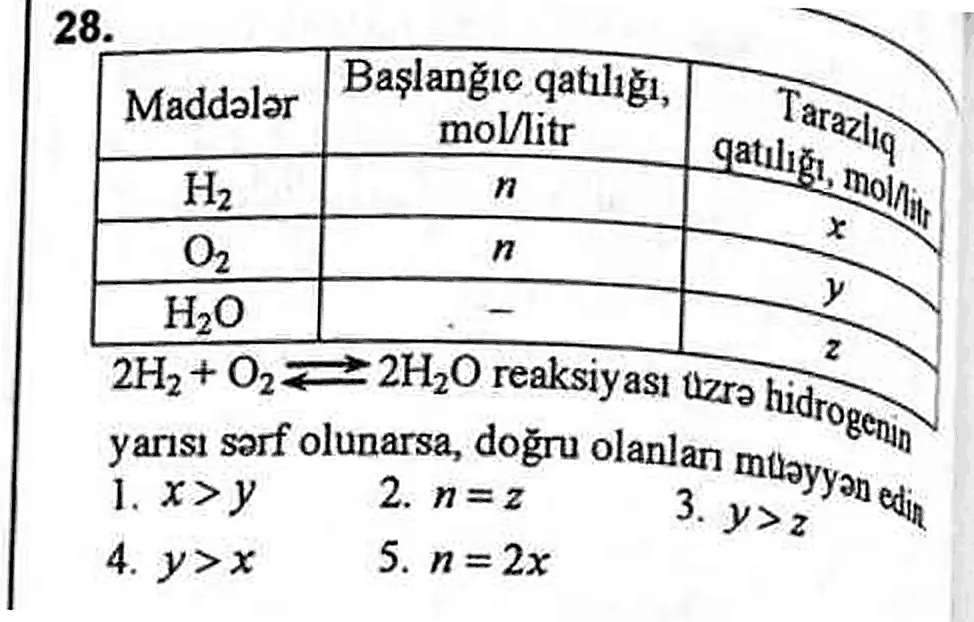 28.
Maddələr Başlanğıc qatılığı, mol/litr Tarazlıq qatılığı, mol/litr
H₂ n x
O₂ n y
H₂O – z
2H₂ + O₂ ⇄ 2H₂O reaksiyası üzrə hidrogenin
yarısı sərf olunarsa, doğru olanları müəyyən edin.
1. x > y 2. n = z 3. y > z
4. y > x 5. n = 2x